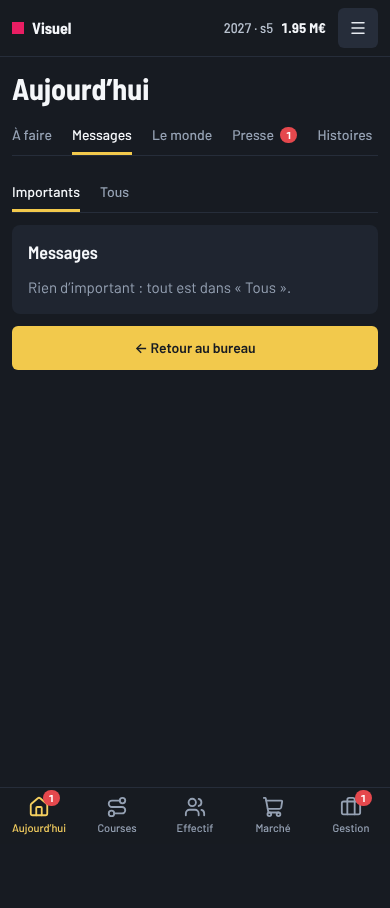 Visuel
2027 · s5 1.95 M€
Aujourd’hui
À faire Messages Le monde Presse 1 Histoires
Importants Tous
Messages
Rien d’important : tout est dans « Tous ».
← Retour au bureau
1 1
Aujourd’hui Courses Effectif Marché Gestion